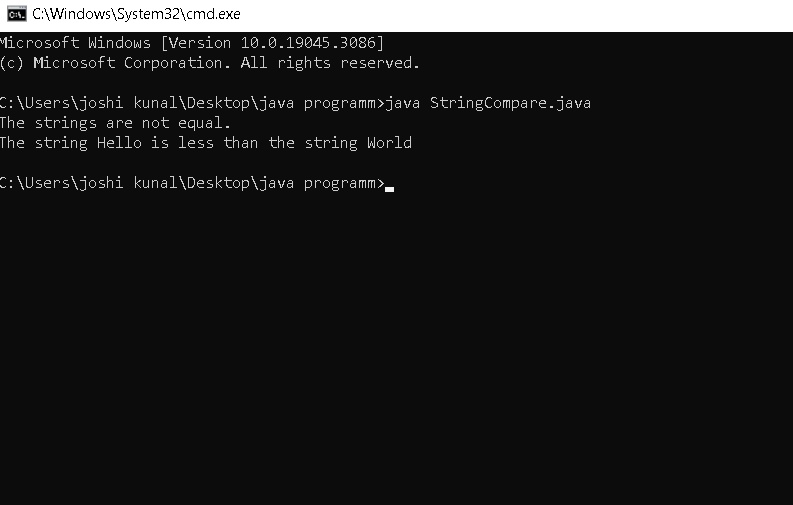 C:\Windows\System32\cmd.exe
Microsoft Windows [Version 10.0.19045.3086]
(c) Microsoft Corporation. All rights reserved.
C:\Users\joshi kunal\Desktop\java programm>java StringCompare.java
The strings are not equal.
The string Hello is less than the string World
C:\Users\joshi kunal\Desktop\java programm>